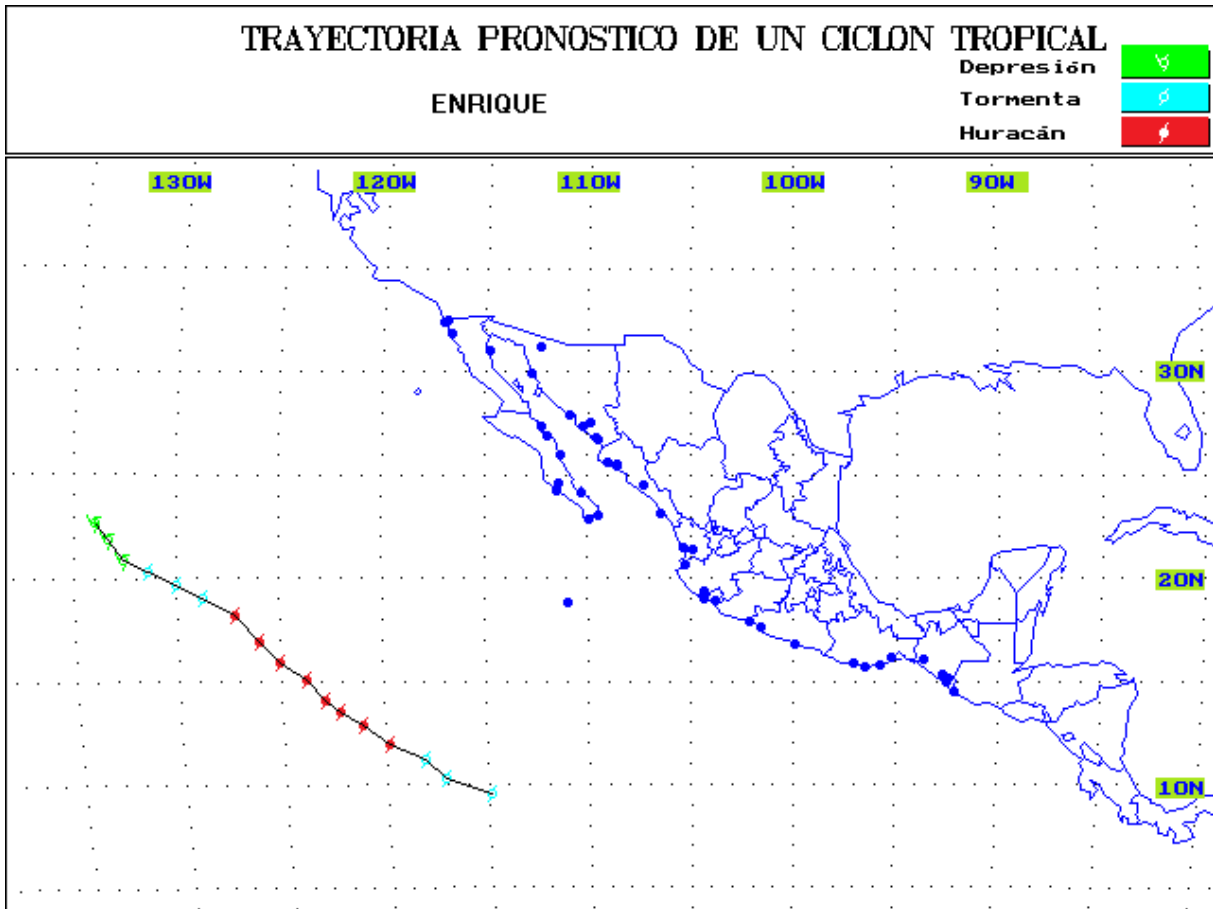 TRAYECTORIA PRONOSTICO DE UN CICLON TROPICAL
ENRIQUE
Depresión
Tormenta
Huracán
130W 120W 110W 100W 90W
30N
20N
10N